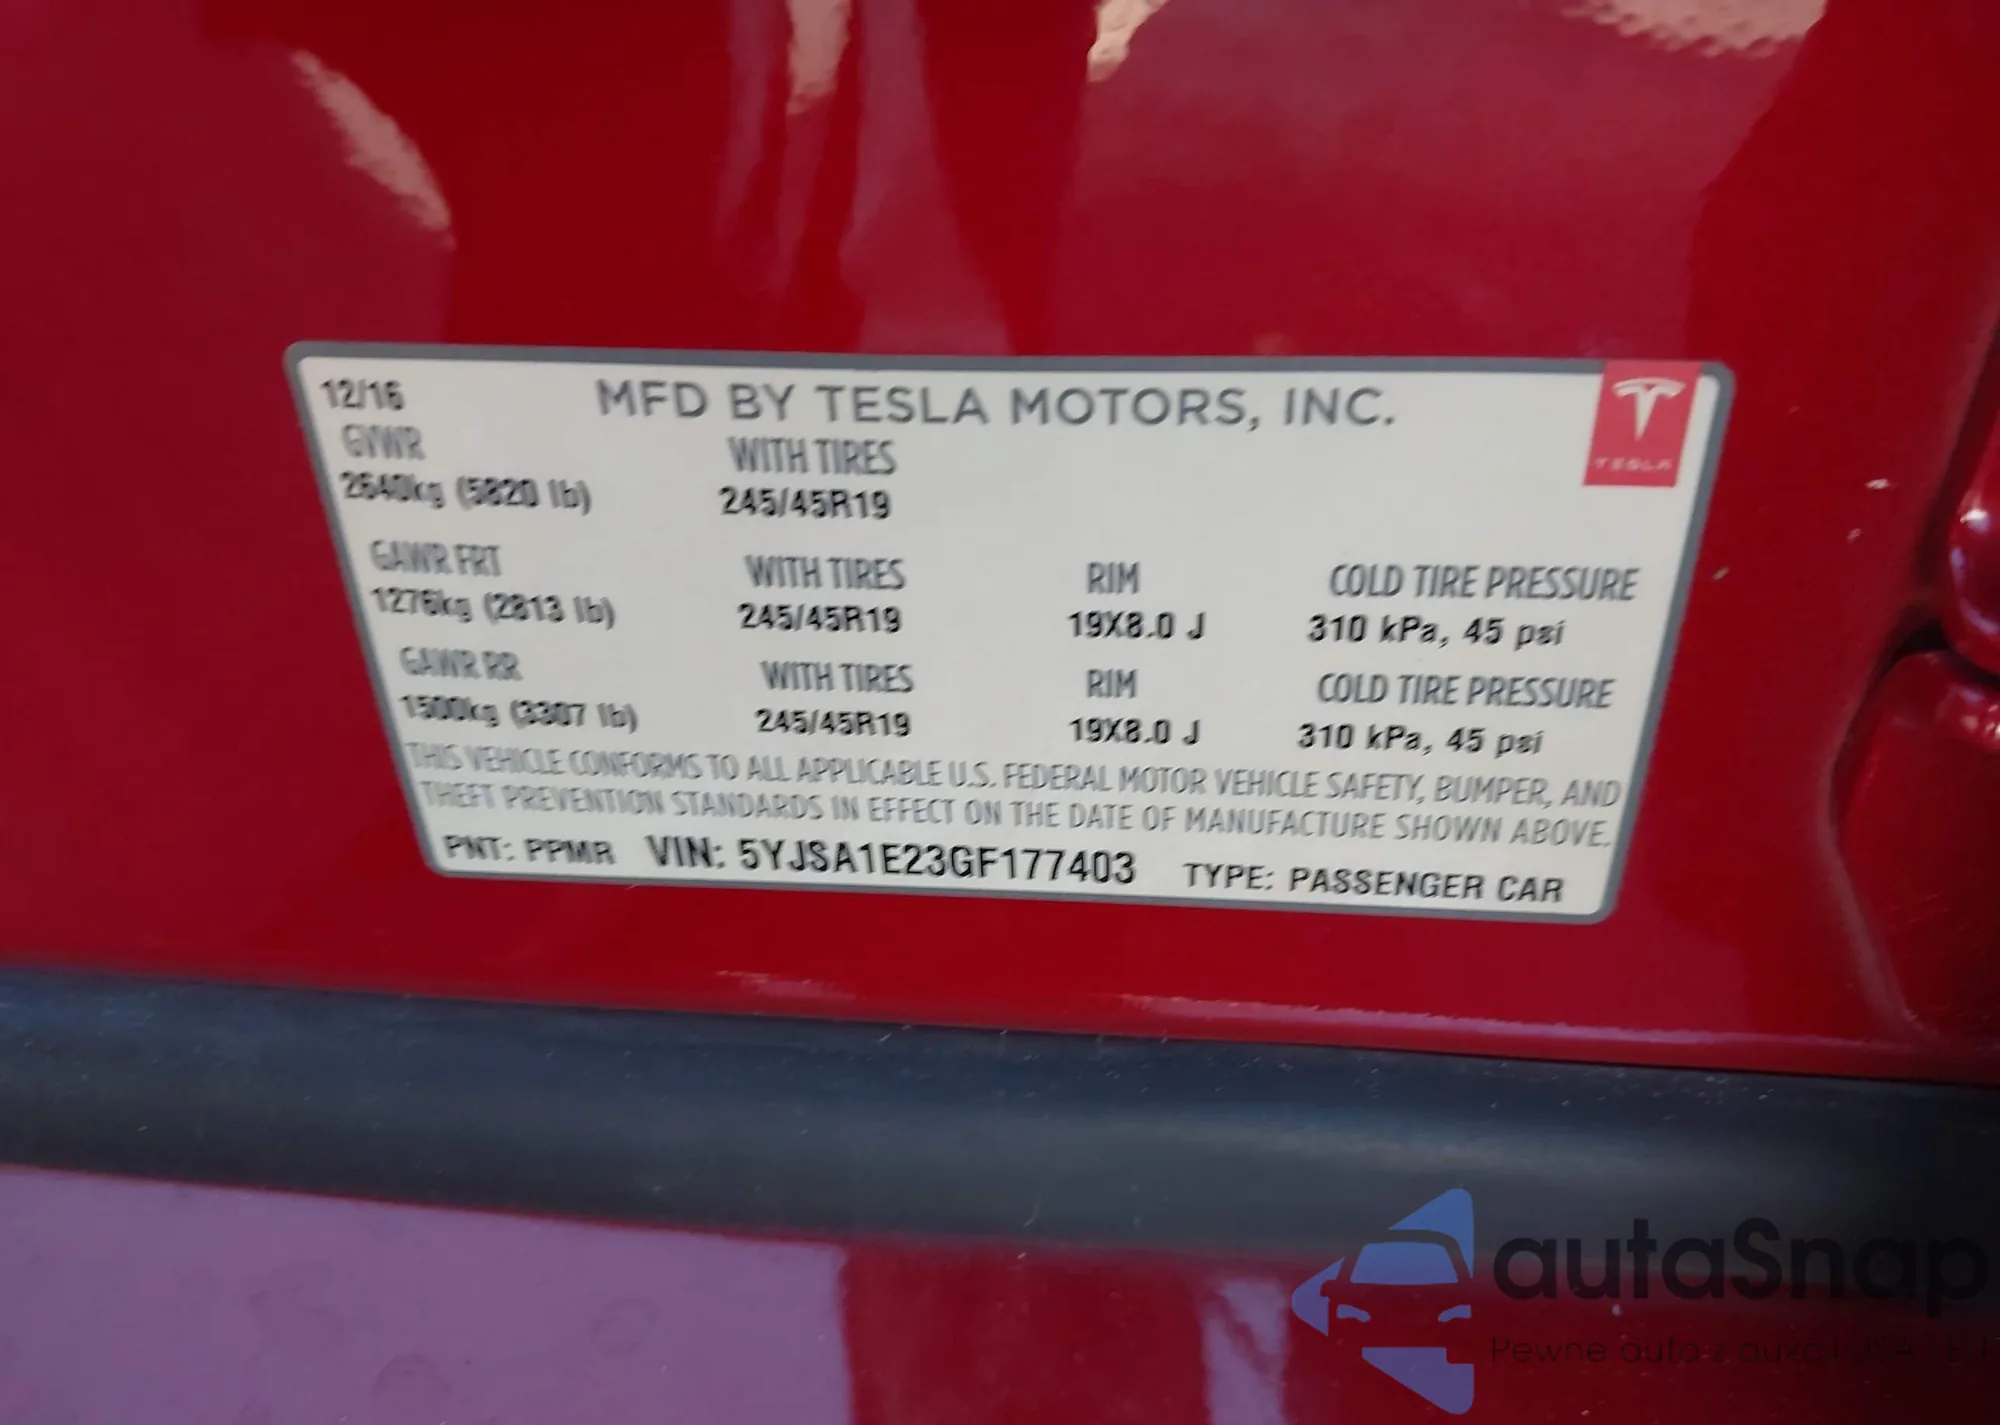 12/16 MFD BY TESLA MOTORS, INC.
TESLA
GVWR WITH TIRES
2640kg (5820 lb) 245/45R19
GAWR FRT WITH TIRES RIM COLD TIRE PRESSURE
1276kg (2813 lb) 245/45R19 19X8.0 J 310 kPa, 45 psi
GAWR RR WITH TIRES RIM COLD TIRE PRESSURE
1500kg (3307 lb) 245/45R19 19X8.0 J 310 kPa, 45 psi
THIS VEHICLE CONFORMS TO ALL APPLICABLE U.S. FEDERAL MOTOR VEHICLE SAFETY, BUMPER, AND
THEFT PREVENTION STANDARDS IN EFFECT ON THE DATE OF MANUFACTURE SHOWN ABOVE.
PNT: PPMR VIN: 5YJSA1E23GF177403 TYPE: PASSENGER CAR
autaSnap
Pewne auto z aukcji USA